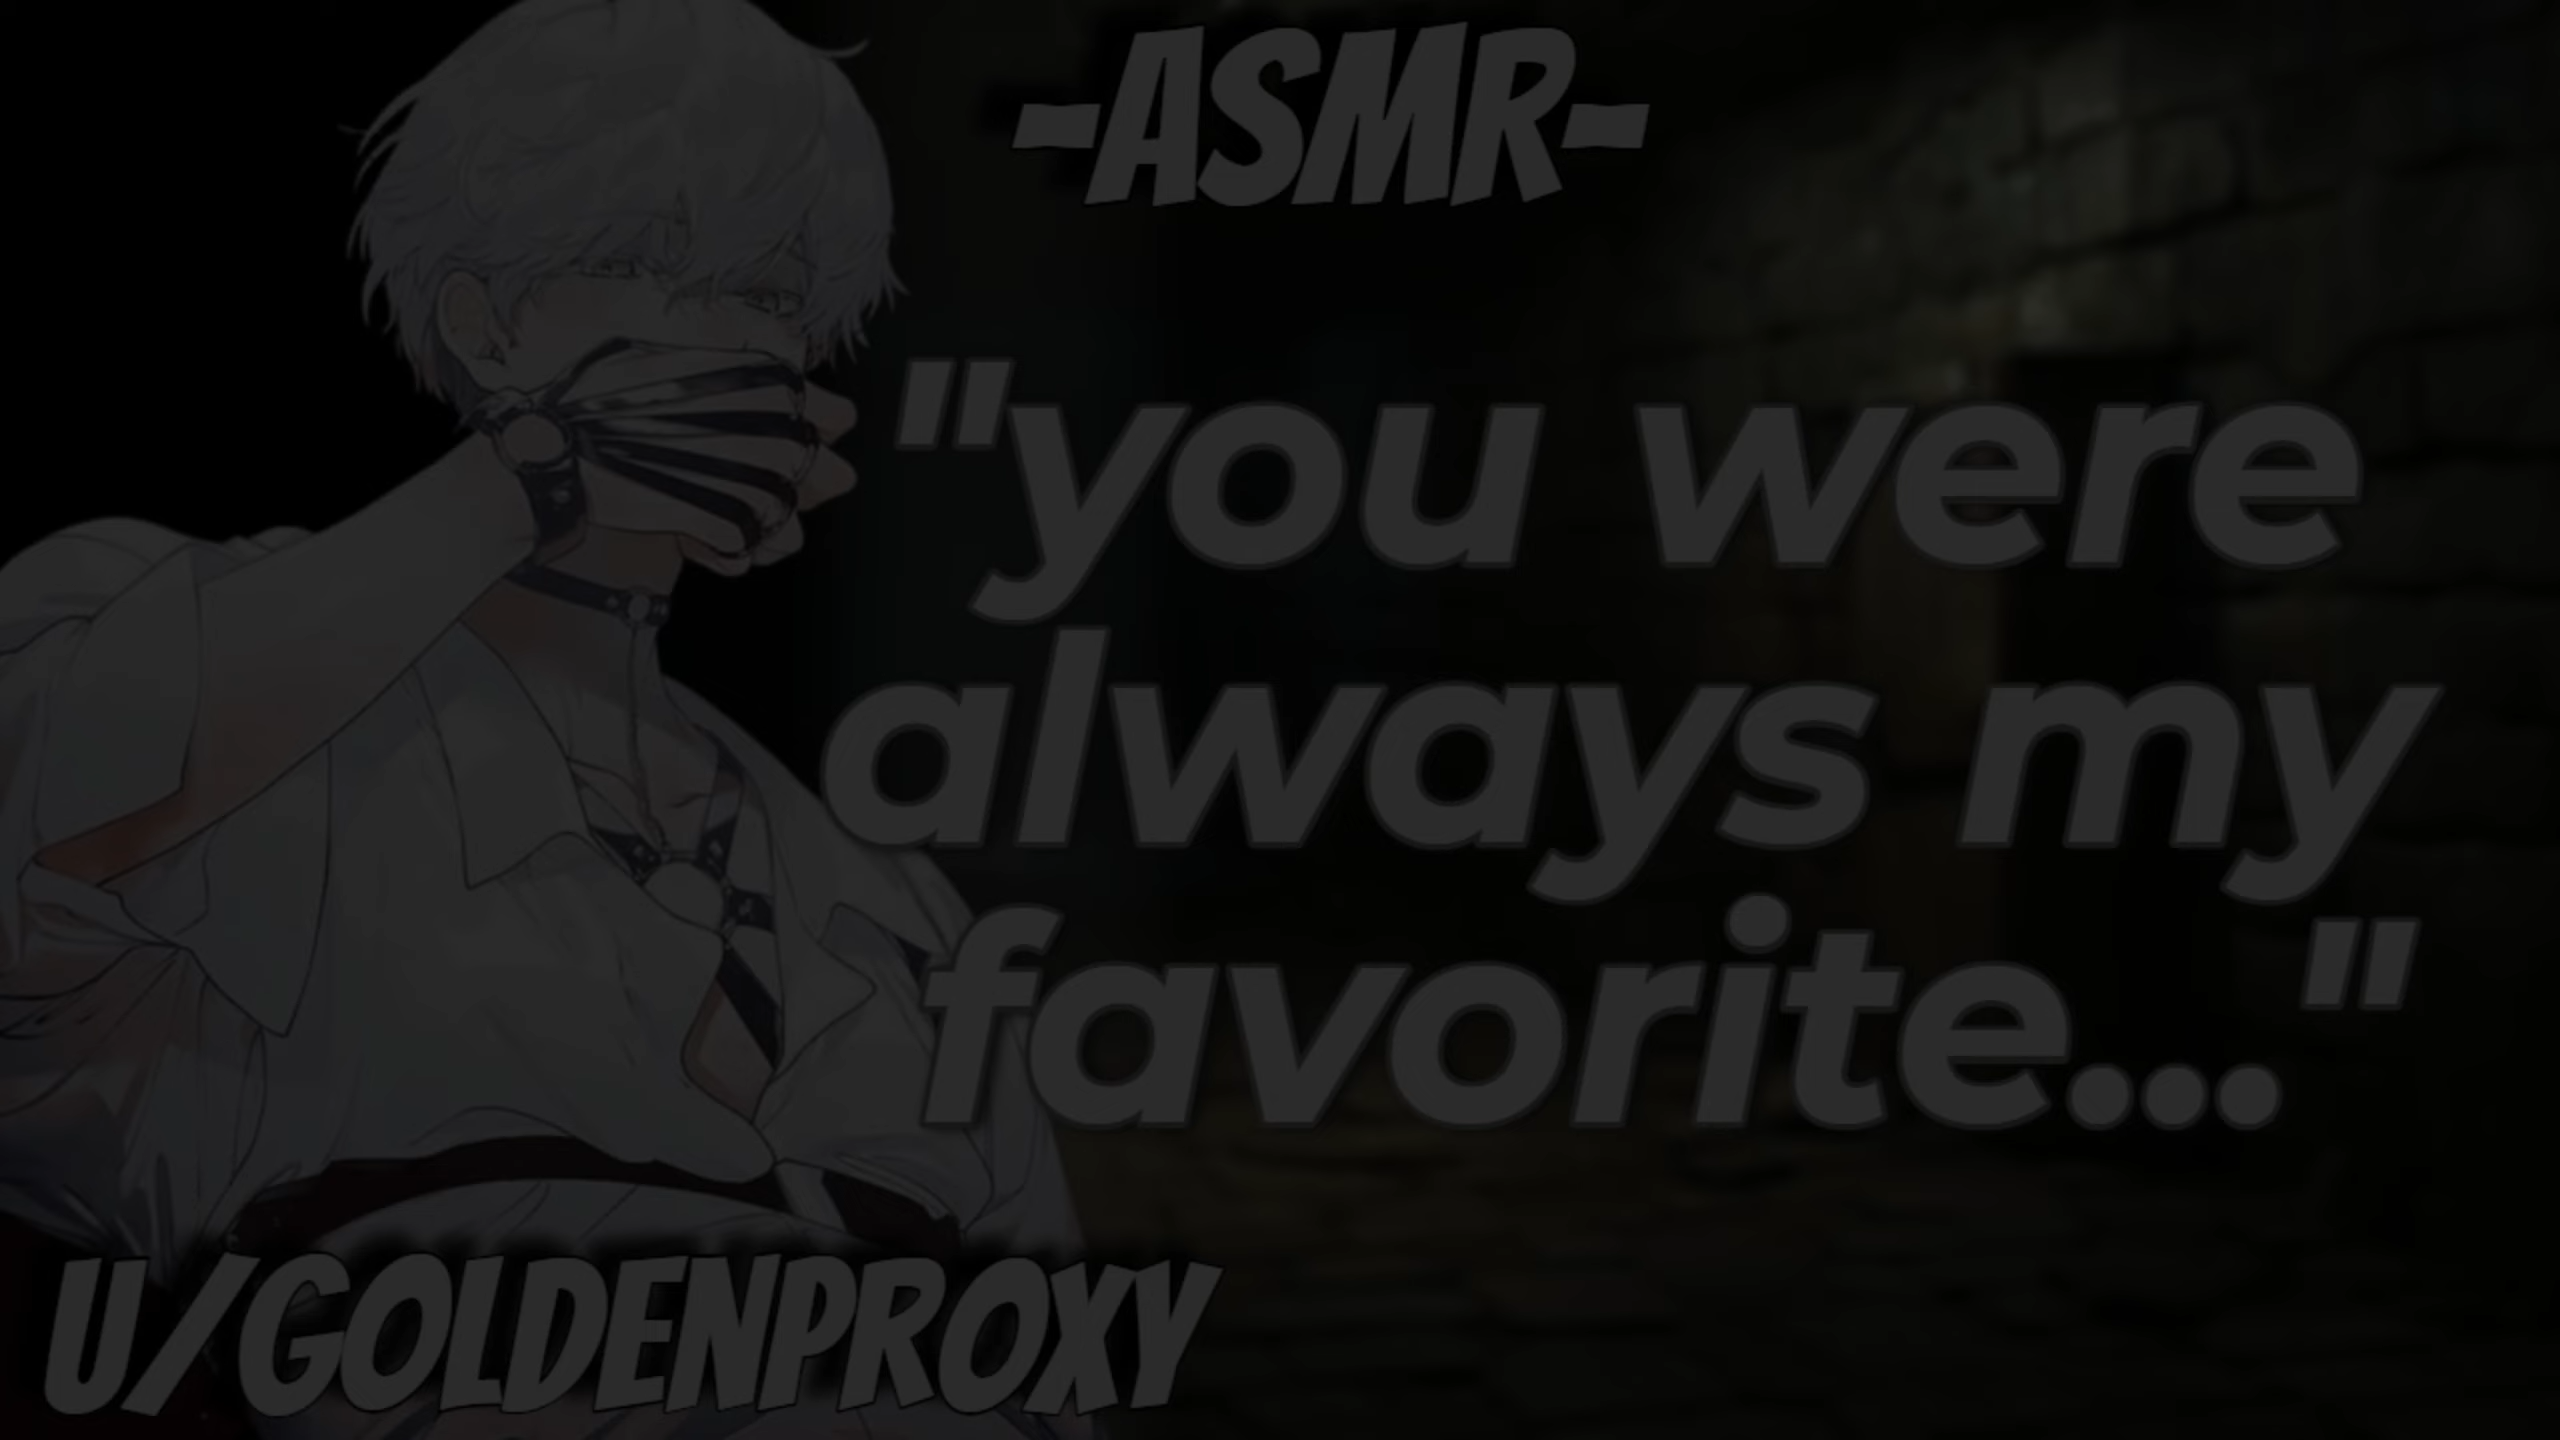 -ASMR-
"you were
always my
favorite..."
U/GOLDENPROXY